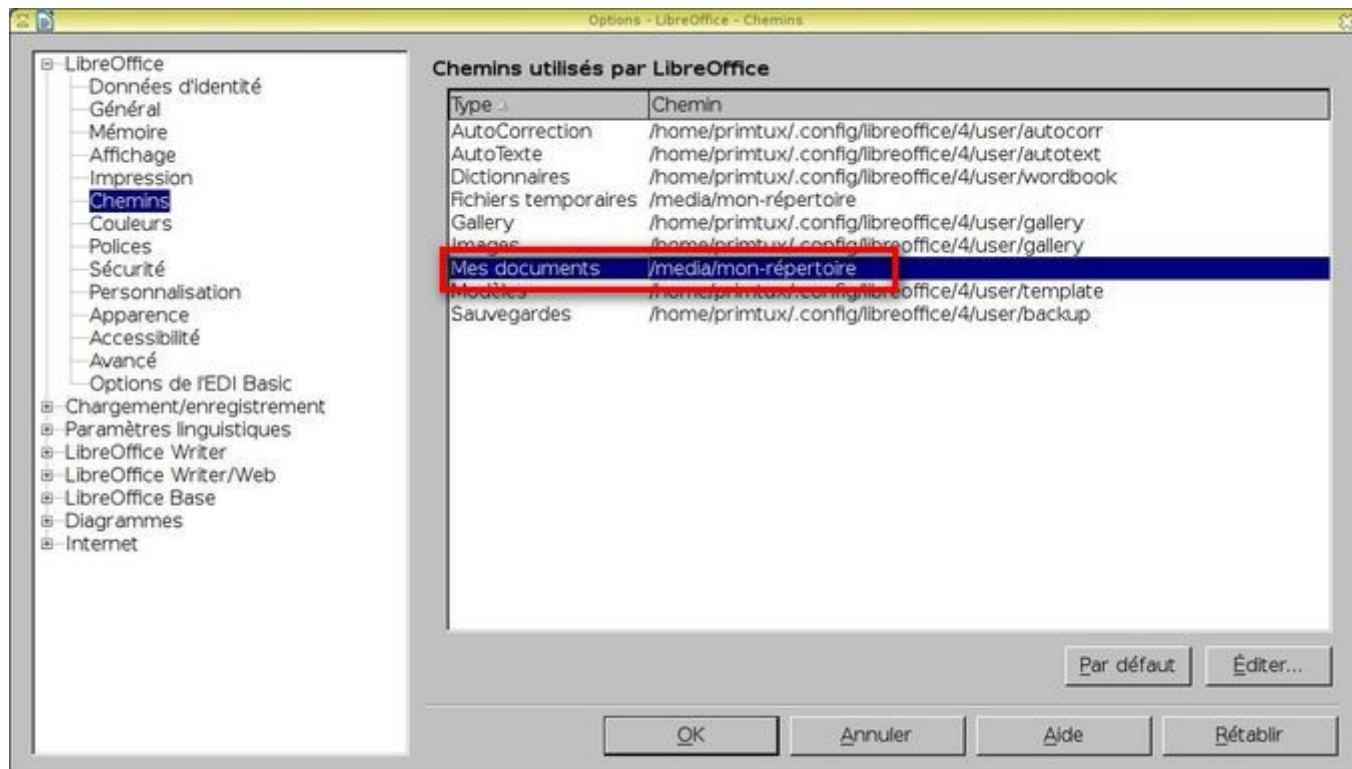 Options - LibreOffice - Chemins
LibreOffice
Données d'identité
Général
Mémoire
Affichage
Impression
Chemins
Couleurs
Polices
Sécurité
Personnalisation
Apparence
Accessibilité
Avancé
Options de l'EDI Basic
Chargement/enregistrement
Paramètres linguistiques
LibreOffice Writer
LibreOffice Writer/Web
LibreOffice Base
Diagrammes
Internet
Chemins utilisés par LibreOffice
Type Chemin
AutoCorrection /home/primtux/.config/libreoffice/4/user/autocorr
AutoTexte /home/primtux/.config/libreoffice/4/user/autotext
Dictionnaires /home/primtux/.config/libreoffice/4/user/wordbook
Fichiers temporaires /media/mon-répertoire
Gallery /home/primtux/.config/libreoffice/4/user/gallery
Images /home/primtux/.config/libreoffice/4/user/gallery
Mes documents /media/mon-répertoire
Modèles /home/primtux/.config/libreoffice/4/user/template
Sauvegardes /home/primtux/.config/libreoffice/4/user/backup
Par défaut Éditer...
OK Annuler Aide Rétablir